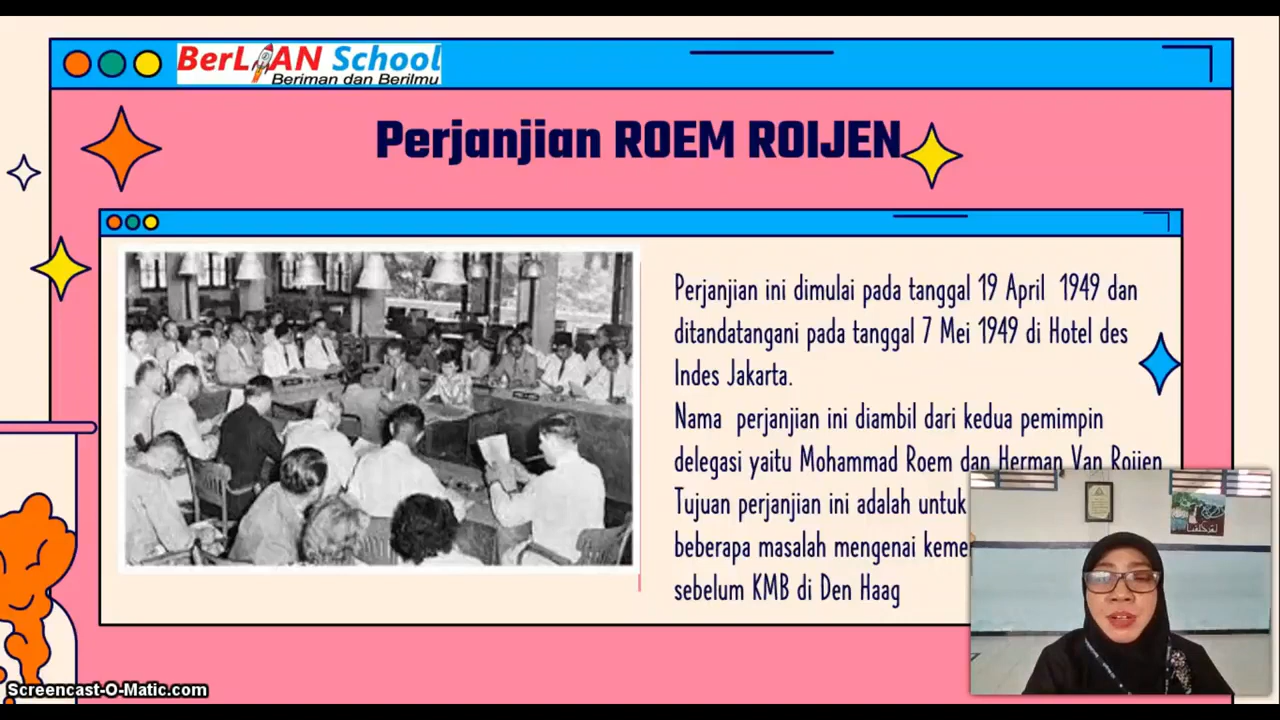 BerLIAN School
Beriman dan Berilmu
Perjanjian ROEM ROIJEN
Perjanjian ini dimulai pada tanggal 19 April 1949 dan
ditandatangani pada tanggal 7 Mei 1949 di Hotel des
Indes Jakarta.
Nama perjanjian ini diambil dari kedua pemimpin
delegasi yaitu Mohammad Roem dan Herman Van Roijen
Tujuan perjanjian ini adalah untuk
beberapa masalah mengenai
sebelum KMB di Den Haag
Screencast-O-Matic.com